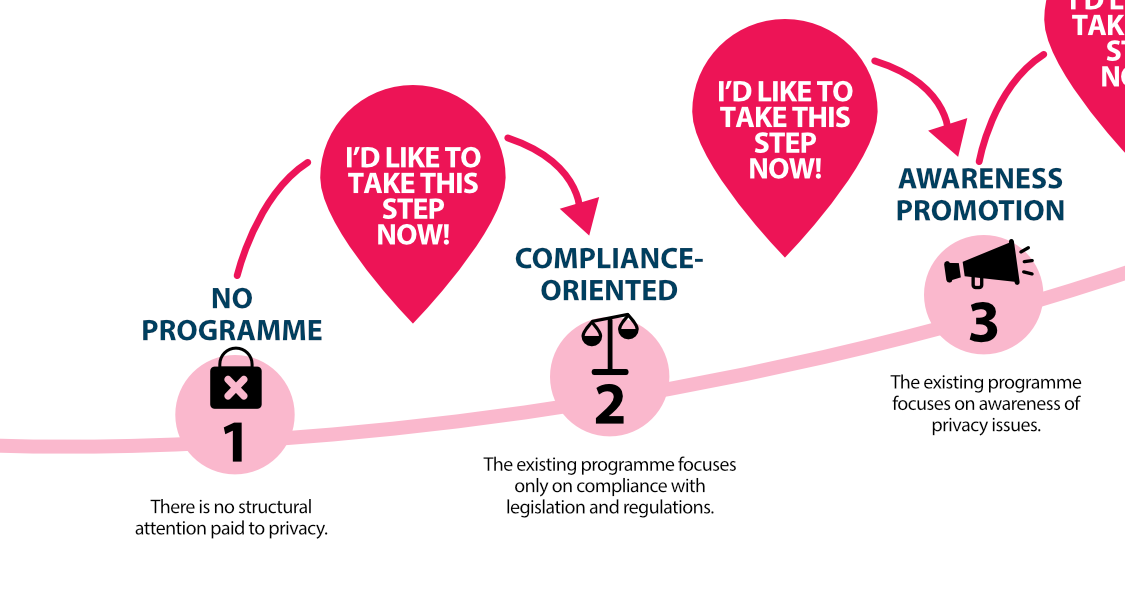 I'D LIKE TO
TAKE THIS
STEP
NOW!
NO
PROGRAMME
1
There is no structural
attention paid to privacy.
COMPLIANCE-
ORIENTED
2
The existing programme focuses
only on compliance with
legislation and regulations.
I'D LIKE TO
TAKE THIS
STEP
NOW!
AWARENESS
PROMOTION
3
The existing programme
focuses on awareness of
privacy issues.